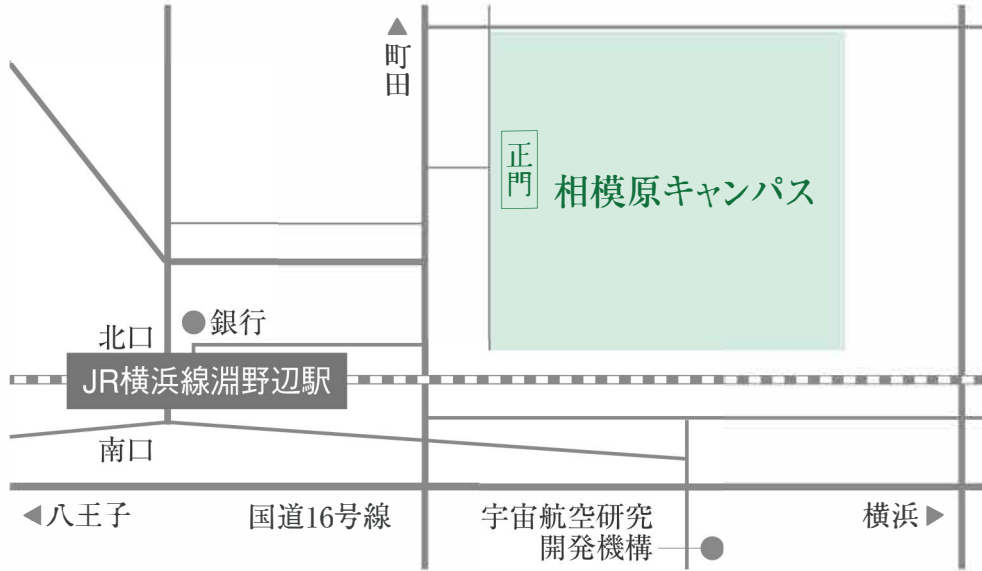 ▲
町田
正門
相模原キャンパス
北口
銀行
JR横浜線淵野辺駅
南口
◀八王子
国道16号線
宇宙航空研究
開発機構
横浜▶